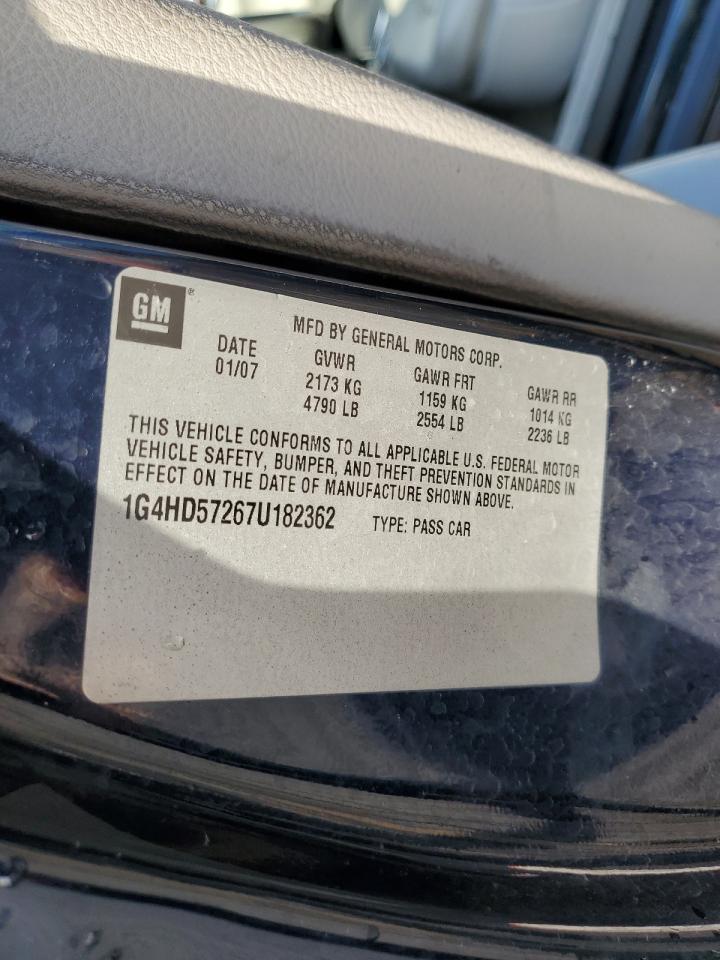 GM ®
MFD BY GENERAL MOTORS CORP.
DATE GVWR GAWR FRT GAWR RR
01/07 2173 KG 1159 KG 1014 KG
4790 LB 2554 LB 2236 LB
THIS VEHICLE CONFORMS TO ALL APPLICABLE U.S. FEDERAL MOTOR
VEHICLE SAFETY, BUMPER, AND THEFT PREVENTION STANDARDS IN
EFFECT ON THE DATE OF MANUFACTURE SHOWN ABOVE.
1G4HD57267U182362 TYPE: PASS CAR